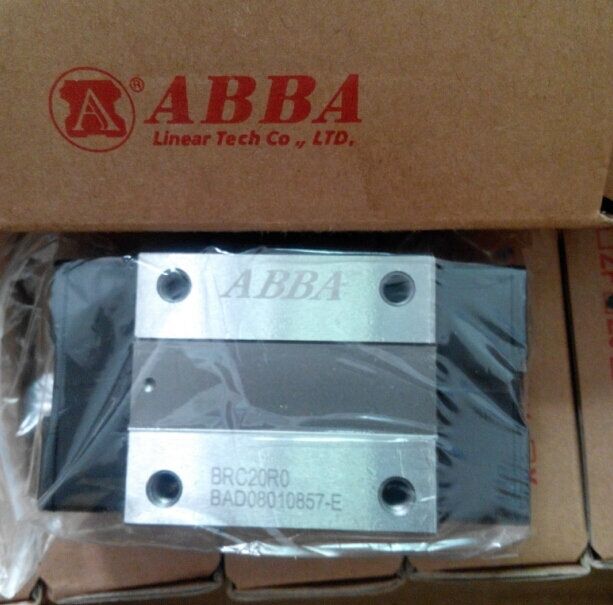 ABBA
Linear Tech Co ., LTD.
ABBA
BRC20R0
BAD08010857-E